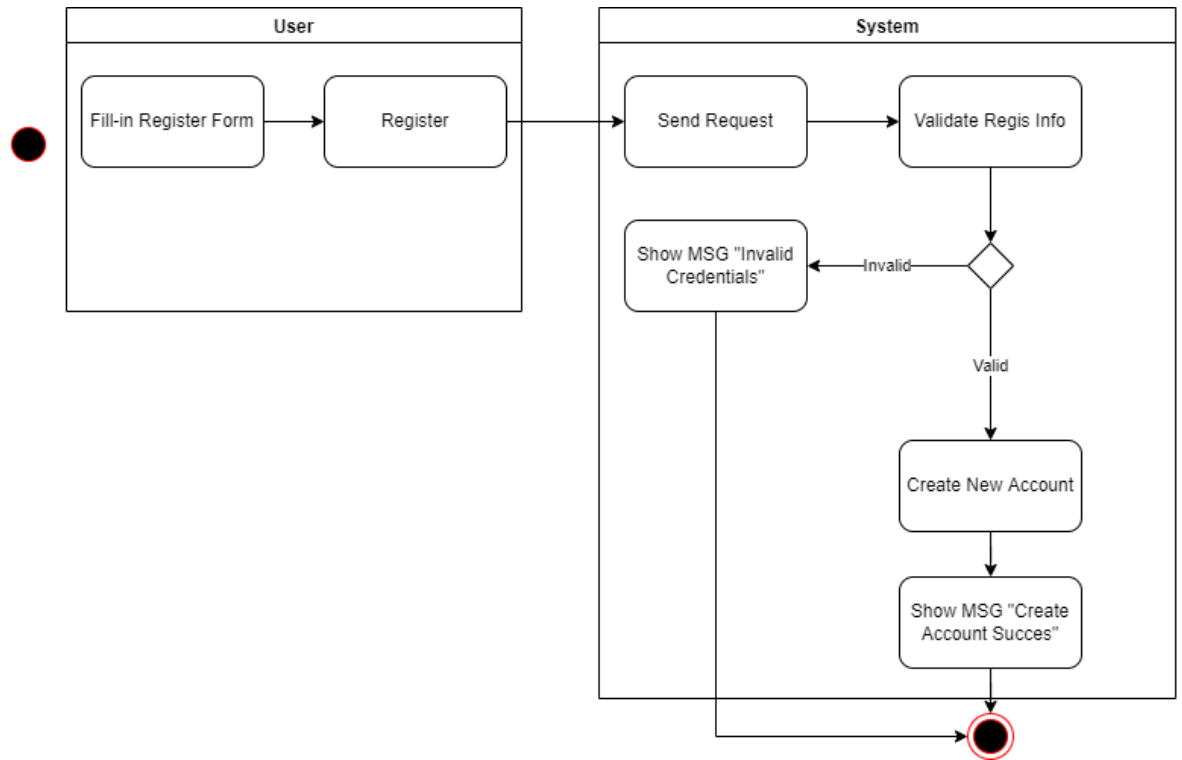 User
System
Fill-in Register Form
Register
Send Request
Validate Regis Info
Show MSG "Invalid
Credentials"
Invalid
Valid
Create New Account
Show MSG "Create
Account Succes"